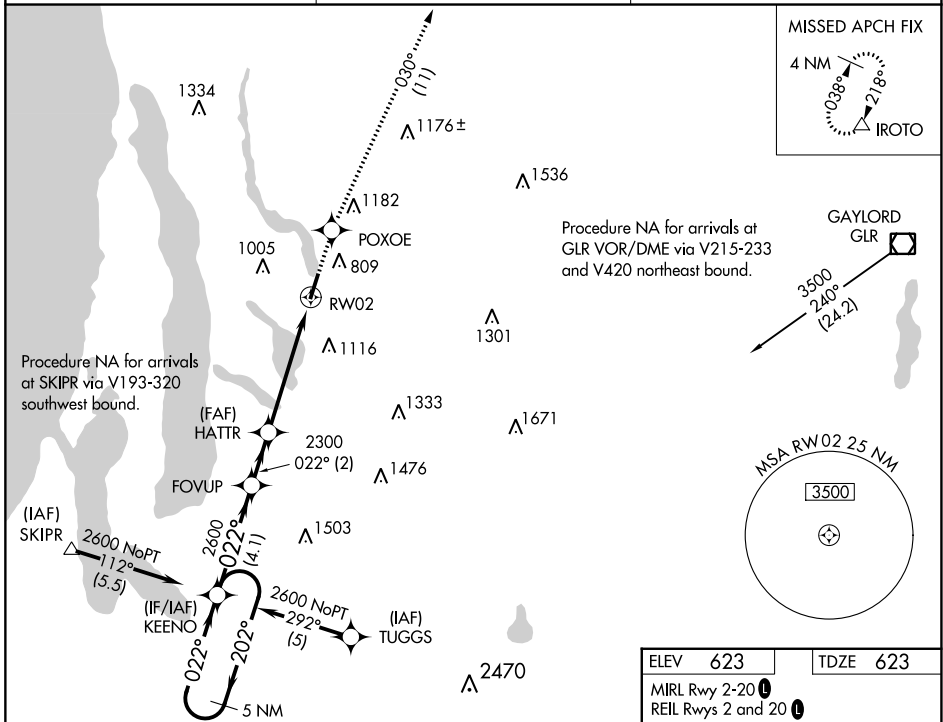 MISSED APCH FIX
4 NM
038°
218°
IROTO
030°
(11)
1334
1176±
1536
1182
POXOE
1005
809
RW02
Procedure NA for arrivals at
GLR VOR/DME via V215-233
and V420 northeast bound.
GAYLORD
GLR
3500
240°
(24.2)
1301
1116
Procedure NA for arrivals
at SKIPR via V193-320
southwest bound.
(FAF)
HATTR
1333
1671
2300
022° (2)
1476
FOVUP
MSA RW02 25 NM
3500
(IAF)
SKIPR
2600 NoPT
112°
(5.5)
2600
022°
(4.1)
1503
(IF/IAF)
KEENO
2600 NoPT
292°
(5)
(IAF)
TUGGS
022°
202°
5 NM
2470
ELEV 623
TDZE 623
MIRL Rwy 2-20 L
REIL Rwys 2 and 20 L